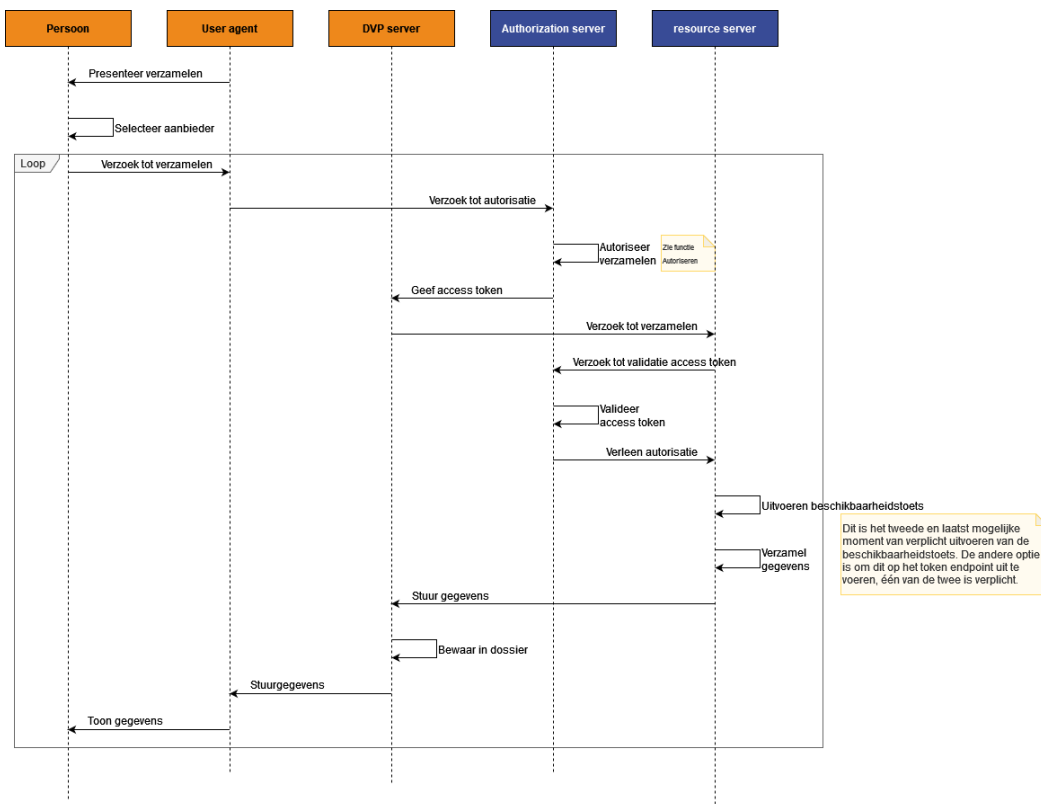 Persoon
User agent
DVP server
Authorization server
resource server
Presenteer verzamelen
Selecteer aanbieder
Loop
Verzoek tot verzamelen
Verzoek tot autorisatie
Autoriseer
verzamelen
Zie functie
Autoriseren
Geef access token
Verzoek tot verzamelen
Verzoek tot validatie access token
Valideer
access token
Verleen autorisatie
Uitvoeren beschikbaarheidstoets
Dit is het tweede en laatst mogelijke
moment van verplicht uitvoeren van de
beschikbaarheidstoets. De andere optie
is om dit op het token endpoint uit te
voeren, één van de twee is verplicht.
Verzamel
gegevens
Stuur gegevens
Bewaar in dossier
Stuurgegevens
Toon gegevens